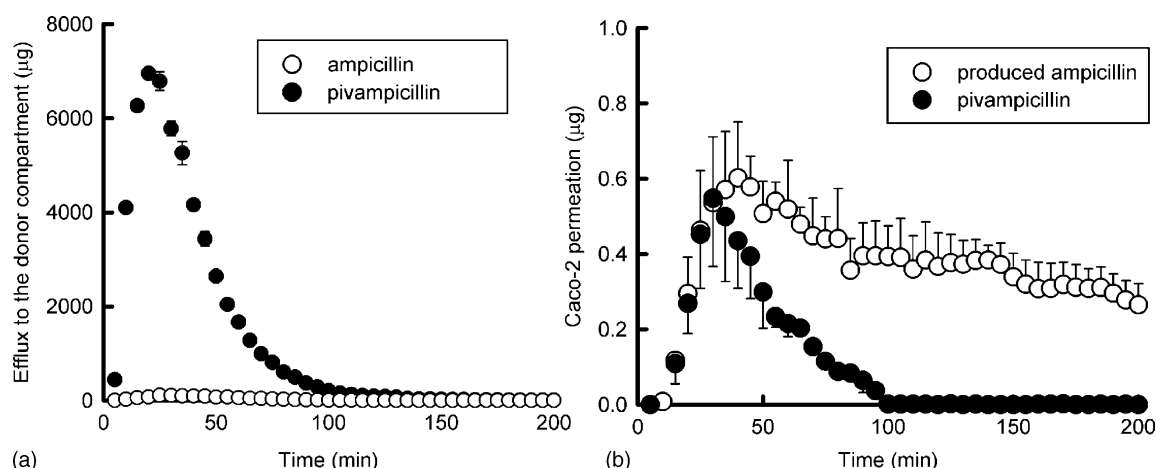 Efflux to the donor compartment (μg)
8000
6000
4000
2000
0
ampicillin
pivampicillin
0
50
100
150
200
(a)
Time (min)
Caco-2 permeation (μg)
1.0
0.8
0.6
0.4
0.2
0.0
produced ampicillin
pivampicillin
0
50
100
150
200
(b)
Time (min)